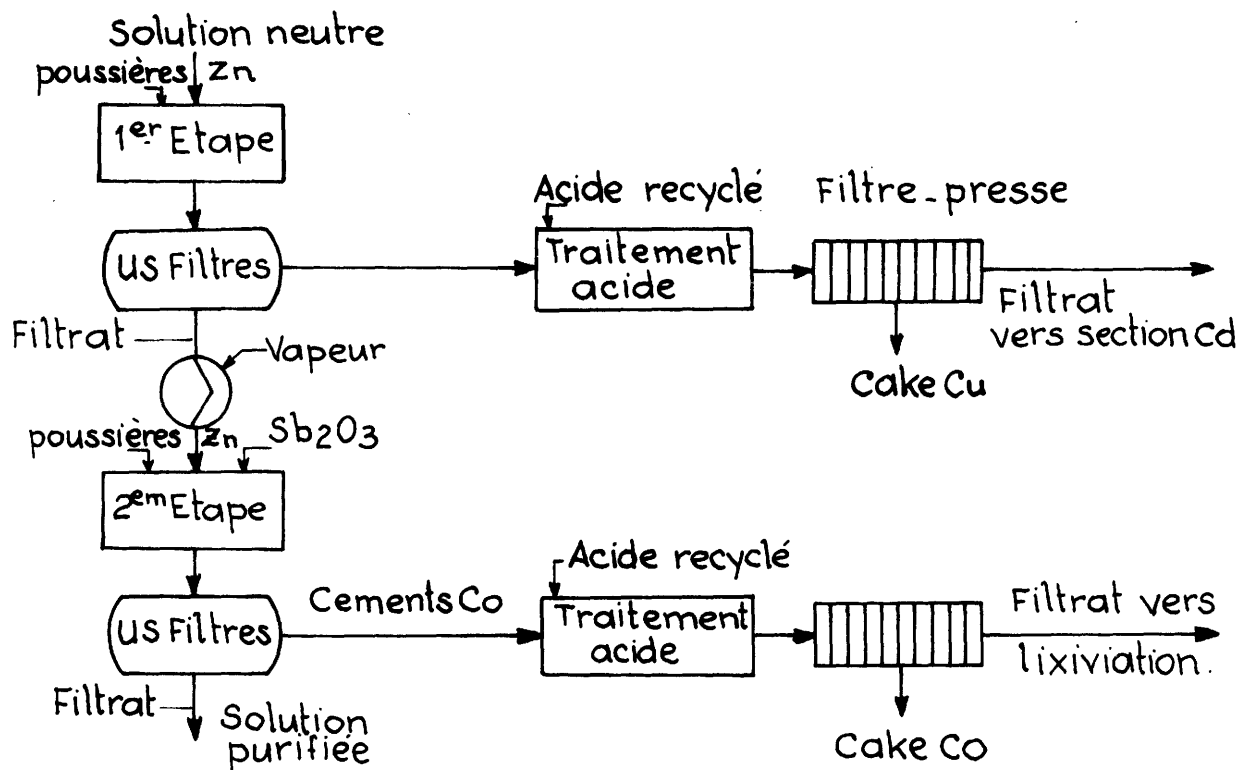 Solution neutre
poussières Zn
1er Etape
US Filtres
Filtrat
Vapeur
poussières Zn Sb2O3
2em Etape
US Filtres
Filtrat
Solution
purifiée
Acide recyclé
Traitement
acide
Filtre-presse
Filtrat
vers section Cd
Cake Cu
Cements Co
Acide recyclé
Traitement
acide
Filtrat vers
lixiviation.
Cake Co